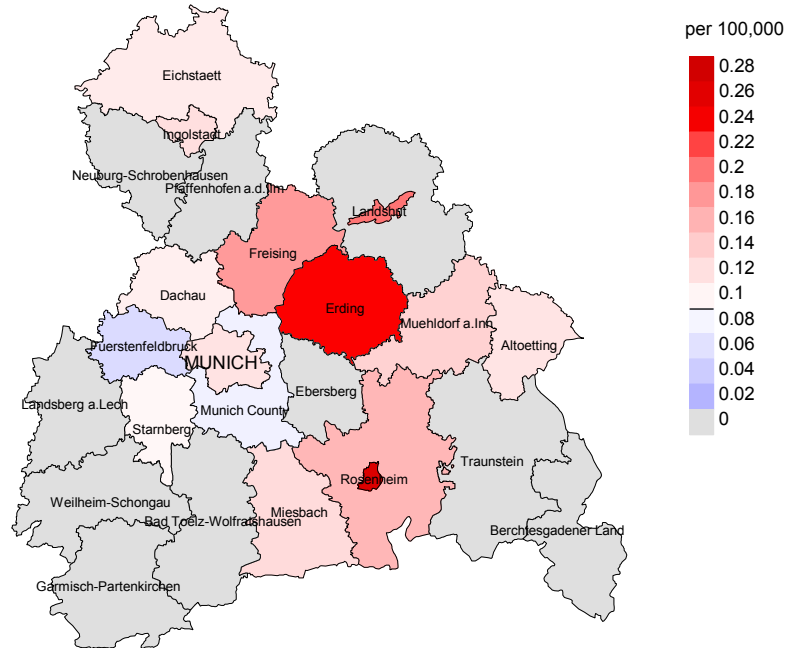 per 100,000
0.28
0.26
0.24
0.22
0.2
0.18
0.16
0.14
0.12
0.1
0.08
0.06
0.04
0.02
0
Eichstaett
Ingolstadt
Neuburg-Schrobenhausen
Pfaffenhofen a.d.Ilm
Landshut
Freising
Dachau
Erding
Muehldorf a.Inn
Altoetting
Fuerstenfeldbruck
MUNICH
Ebersberg
Landsberg a.Lech
Munich County
Starnberg
Traunstein
Rosenheim
Weilheim-Schongau
Miesbach
Bad Toelz-Wolfratshausen
Berchtesgadener Land
Garmisch-Partenkirchen